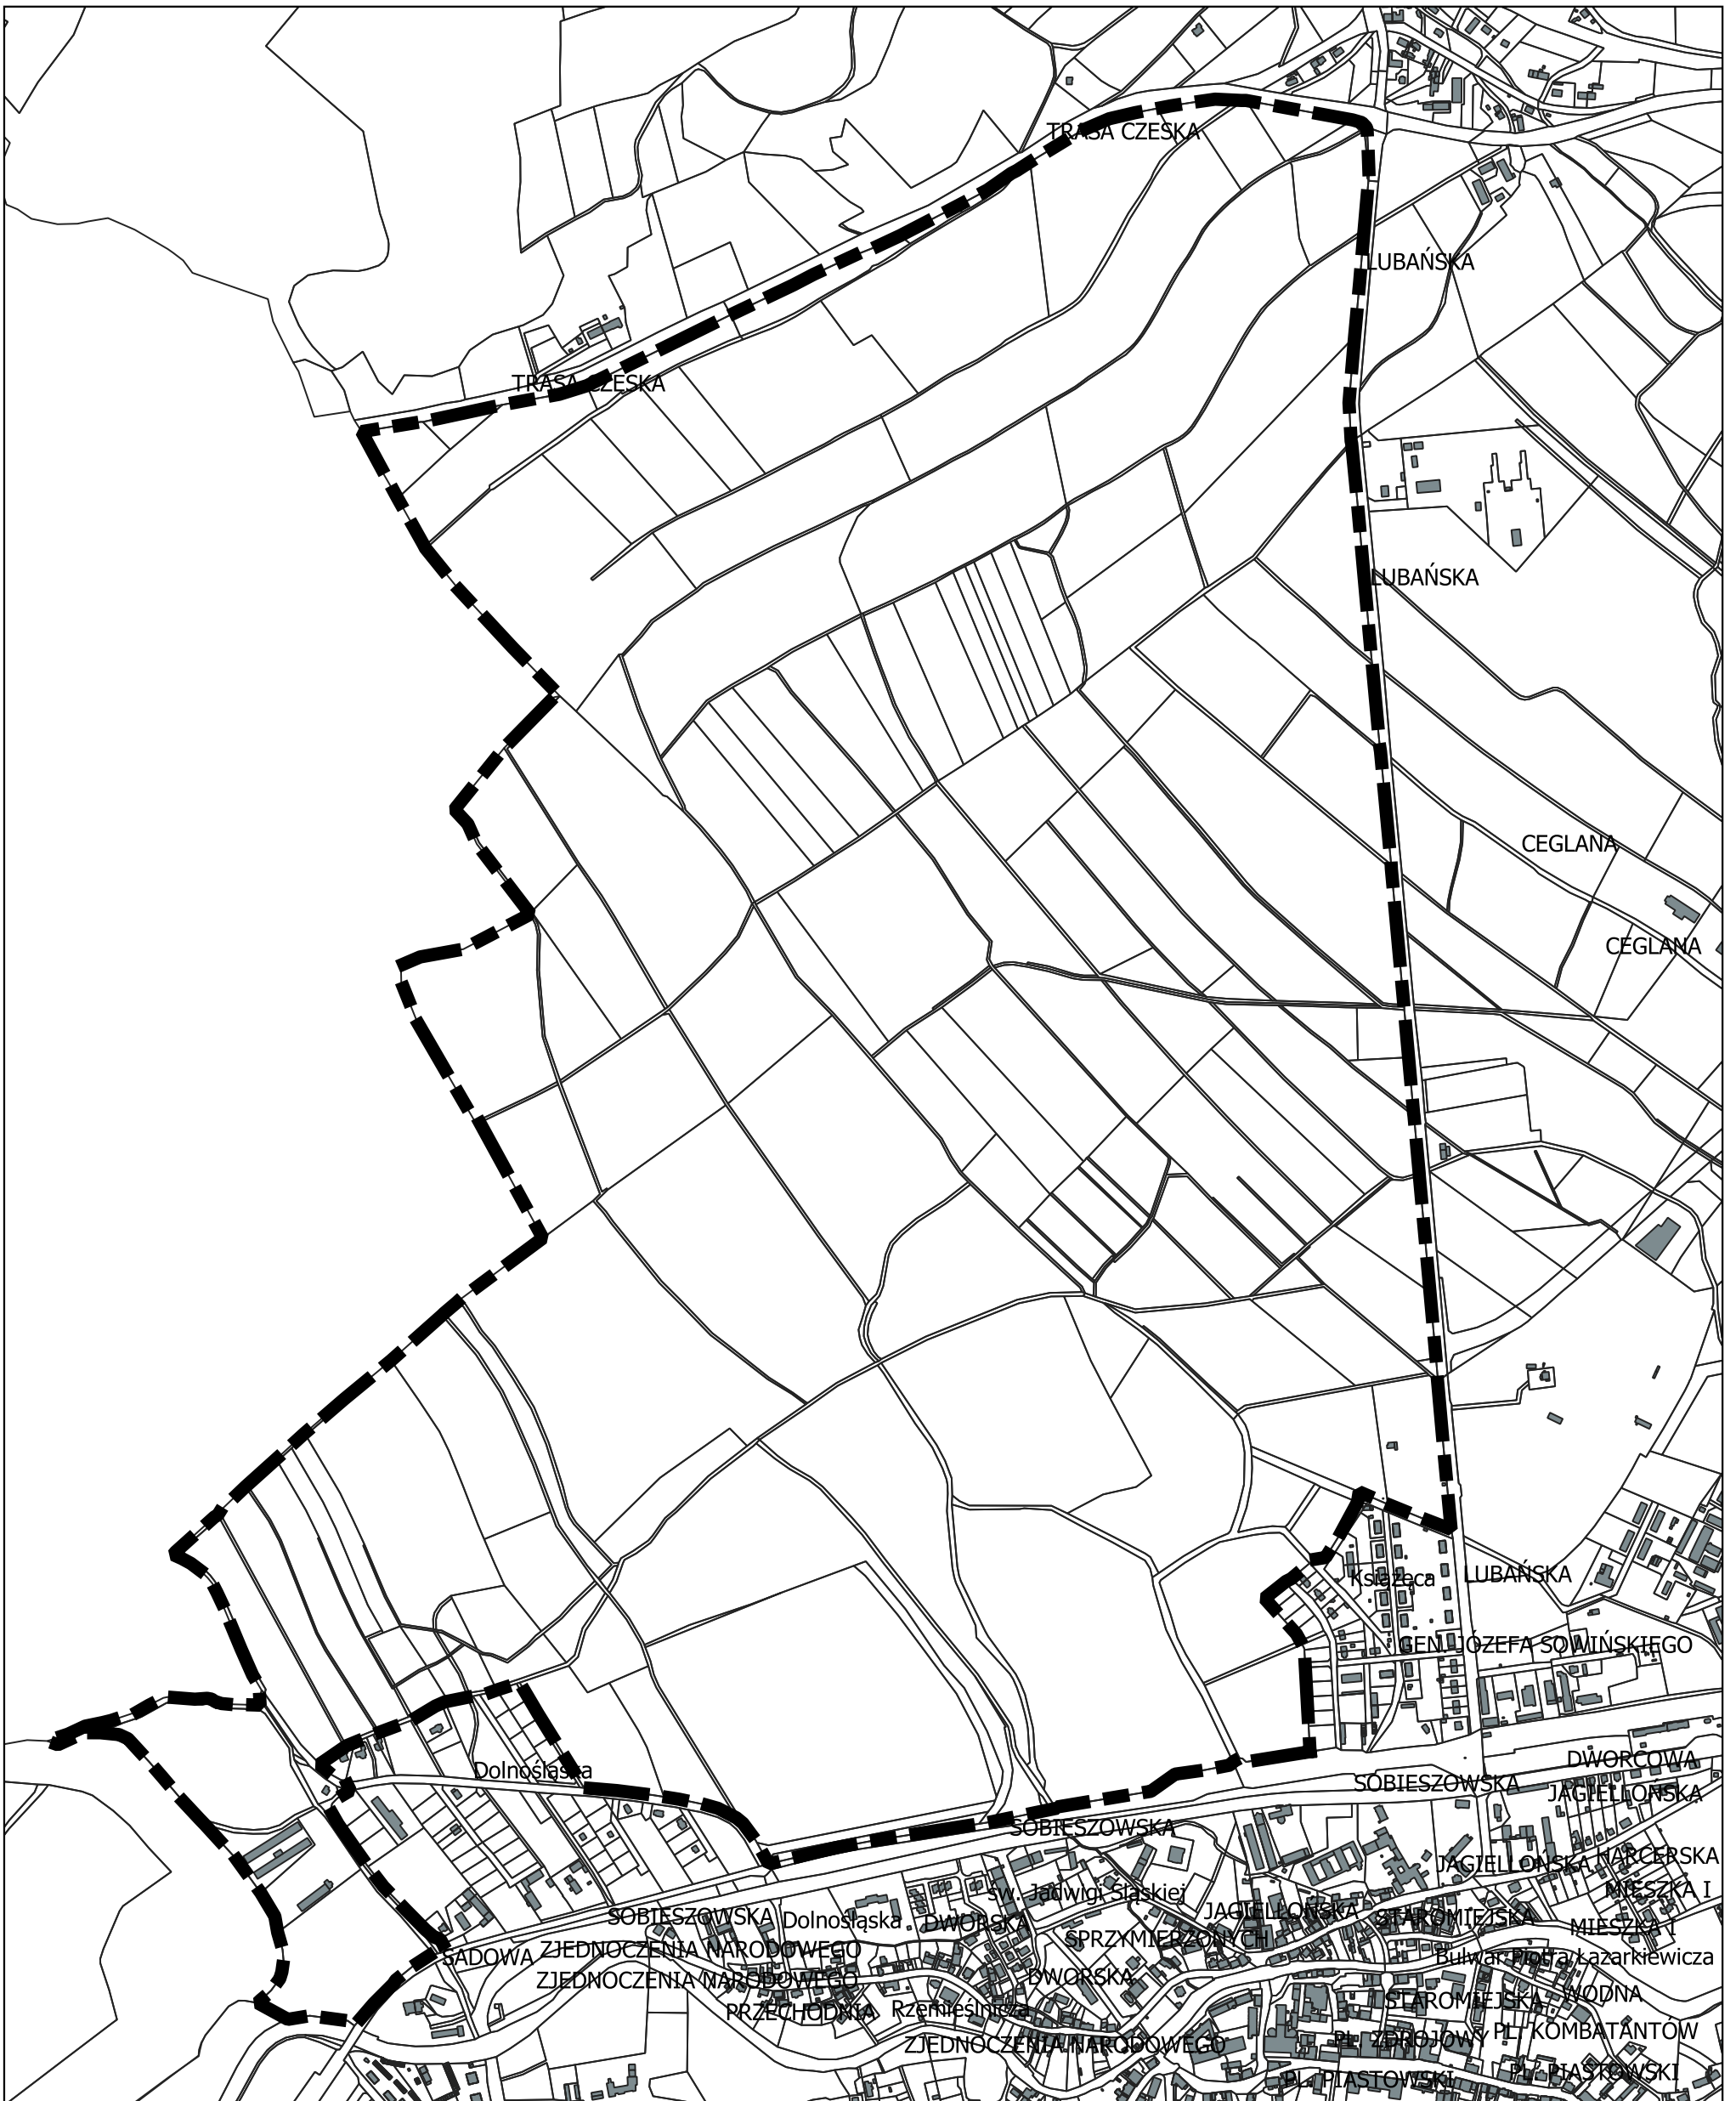 TRASA CZESKA
LUBAŃSKA
TRASA CZESKA
LUBAŃSKA
CEGLANA
CEGLANA
LUBAŃSKA
Książęca
GEN. JÓZEFA SOWIŃSKIEGO
DWORCOWA
Dolnośląska
SOBIESZOWSKA
JAGIELLOŃSKA
SOBIESZOWSKA
HARCERSKA
JAGIELLOŃSKA
MIESZKA I
św. Jadwigi Śląskiej
JAGIELLOŃSKA
SOBIESZOWSKA
Dolnośląska
DWORSKA
STAROMIEJSKA
MIESZKA I
SPRZYMIERZONYCH
SĄDOWA
ZJEDNOCZENIA NARODOWEGO
Bulwar Piotra Łazarkiewicza
DWORSKA
ZJEDNOCZENIA NARODOWEGO
WODNA
STAROMIEJSKA
PRZECHODNIA
Rzemieślnicza
PL. KOMBATANTÓW
PL. ZDROJOWY
ZJEDNOCZENIA NARODOWEGO
PL. PIASTOWSKI
PL. PIASTOWSKI